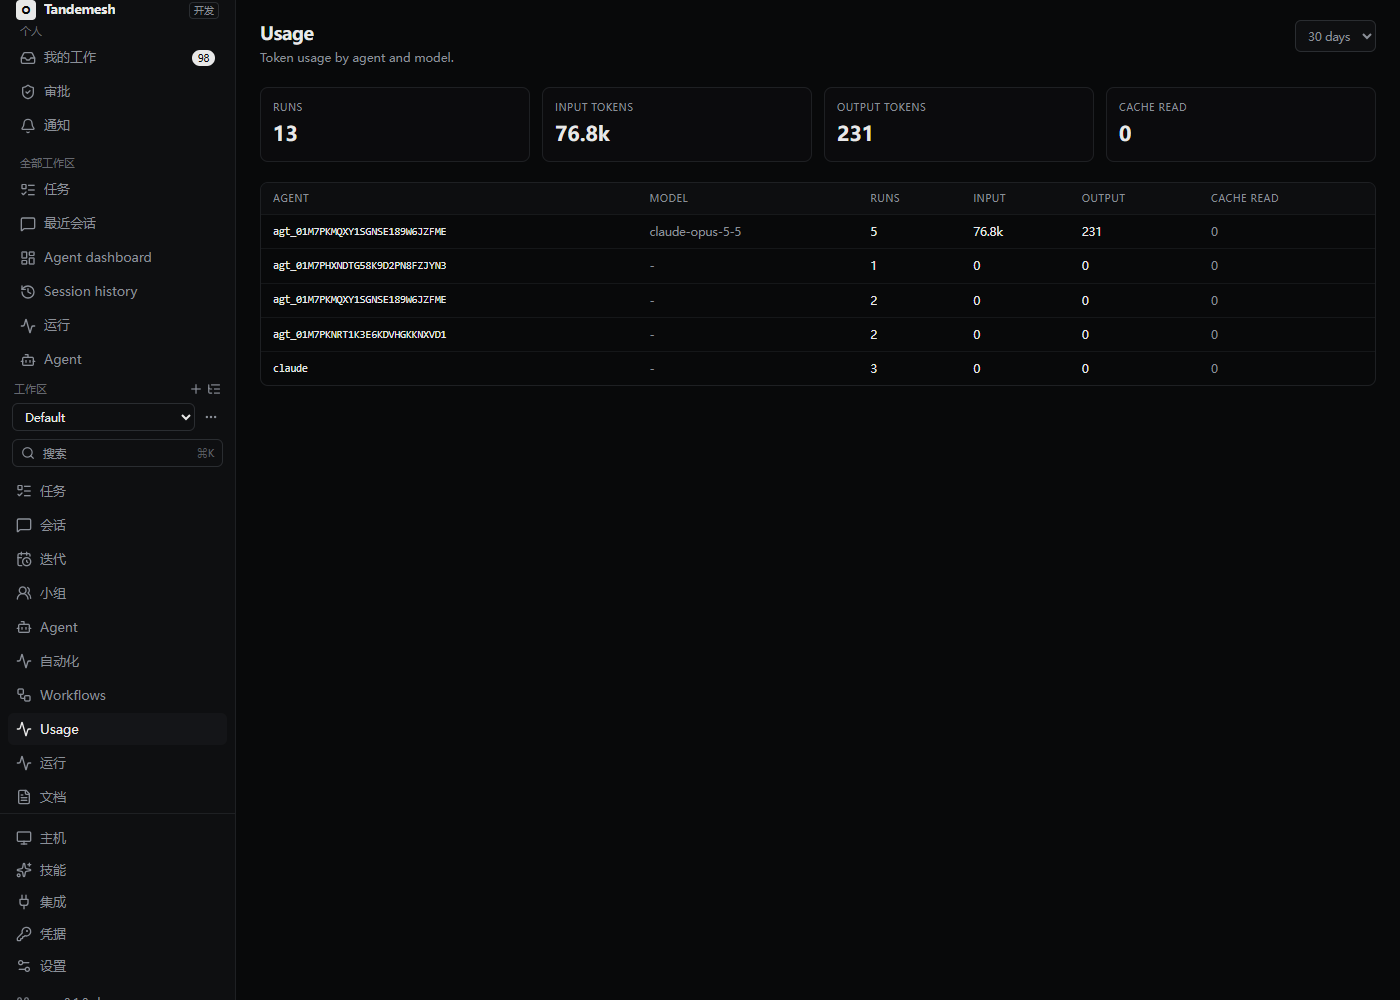 Tandemesh 开发
个人
我的工作 98
审批
通知
全部工作区
任务
最近会话
Agent dashboard
Session history
运行
Agent
工作区
Default
搜索 ⌘K
任务
会话
迭代
小组
Agent
自动化
Workflows
Usage
运行
文档
主机
技能
集成
凭据
设置
Usage
Token usage by agent and model.
30 days
RUNS
13
INPUT TOKENS
76.8k
OUTPUT TOKENS
231
CACHE READ
0
AGENT MODEL RUNS INPUT OUTPUT CACHE READ
agt_01M7PKMQXY1SGNSE189W6JZFME claude-opus-5-5 5 76.8k 231 0
agt_01M7PHXNDTG58K9D2PN8FZJYN3 - 1 0 0 0
agt_01M7PKMQXY1SGNSE189W6JZFME - 2 0 0 0
agt_01M7PKNRT1K3E6KDVHGKKNXVD1 - 2 0 0 0
claude - 3 0 0 0